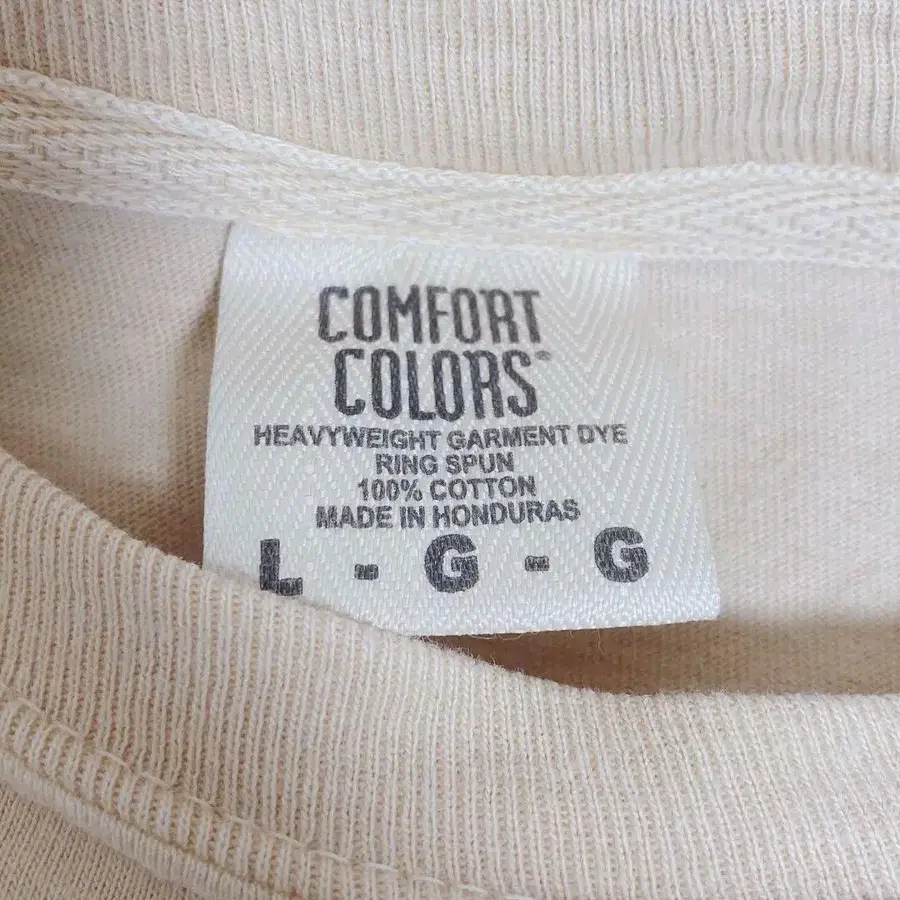 COMFORT
COLORS
HEAVYWEIGHT GARMENT DYE
RING SPUN
100% COTTON
MADE IN HONDURAS
L - G - G